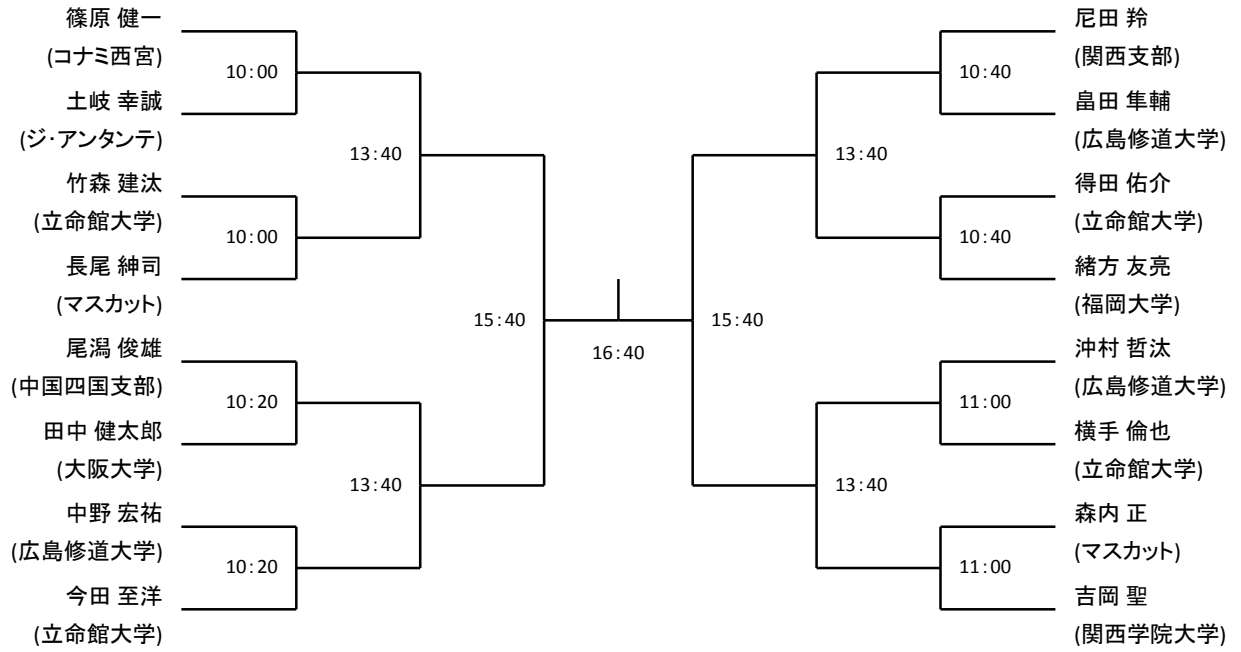 篠原 健一
(コナミ西宮)
10:00
土岐 幸誠
(ジ・アンタンテ)
13:40
竹森 建汰
(立命館大学)
10:00
長尾 紳司
(マスカット)
15:40
尾潟 俊雄
(中国四国支部)
10:20
田中 健太郎
(大阪大学)
13:40
中野 宏祐
(広島修道大学)
10:20
今田 至洋
(立命館大学)
16:40
尼田 羚
(関西支部)
10:40
畠田 隼輔
(広島修道大学)
13:40
得田 佑介
(立命館大学)
10:40
緒方 友亮
(福岡大学)
15:40
沖村 哲汰
(広島修道大学)
11:00
横手 倫也
(立命館大学)
13:40
森内 正
(マスカット)
11:00
吉岡 聖
(関西学院大学)